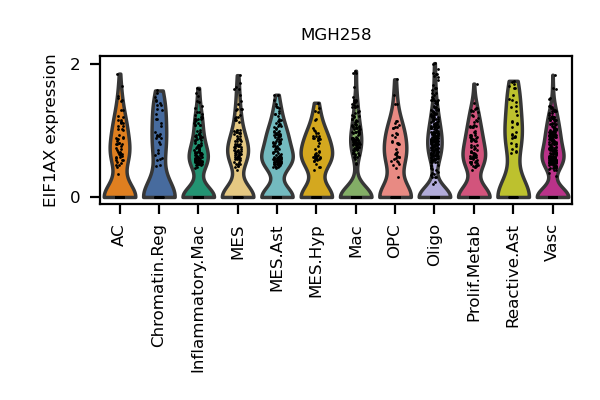 MGH258
EIF1AX expression
2
0
AC
Chromatin.Reg
Inflammatory.Mac
MES
MES.Ast
MES.Hyp
Mac
OPC
Oligo
Prolif.Metab
Reactive.Ast
Vasc